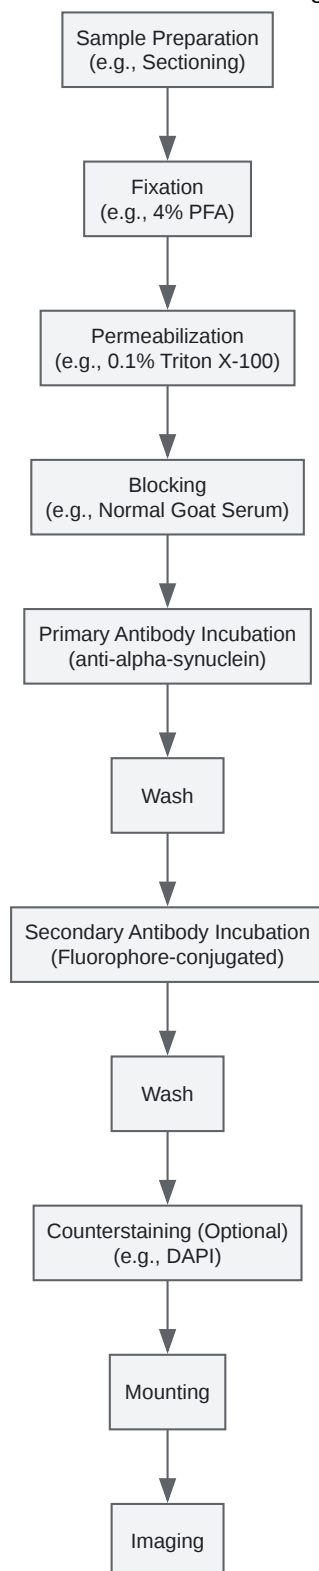 Sample Preparation
(e.g., Sectioning)
Fixation
(e.g., 4% PFA)
Permeabilization
(e.g., 0.1% Triton X-100)
Blocking
(e.g., Normal Goat Serum)
Primary Antibody Incubation
(anti-alpha-synuclein)
Wash
Secondary Antibody Incubation
(Fluorophore-conjugated)
Wash
Counterstaining (Optional)
(e.g., DAPI)
Mounting
Imaging